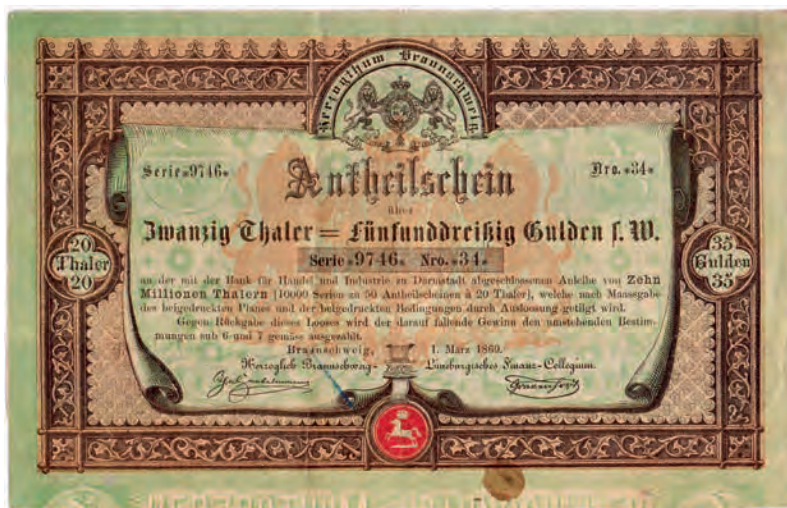 Herzogthum Braunschweig
Serie *9746* Nro. *34*
Antheilschein
über
Zwanzig Thaler = Fünfunddreißig Gulden s. W.
Serie *9746* Nro. *34*
20
Thaler
20
35
Gulden
35
an der mit der Bank für Handel und Industrie zu Darmstadt abgeschlossenen Anleihe von Zehn
Millionen Thalern [10000 Serien zu 50 Antheilscheinen à 20 Thaler], welche nach Maassgabe
des beigedruckten Planes und der beigedruckten Bedingungen durch Ausloosung getilgt wird.
Gegen Rückgabe dieses Looses wird der darauf fallende Gewinn den umstehenden Bestim-
mungen sub 6 und 7 gemäss ausgezahlt.
Braunschweig, 1. März 1869.
Herzoglich Braunschweig-Lüneburgisches Finanz-Collegium.